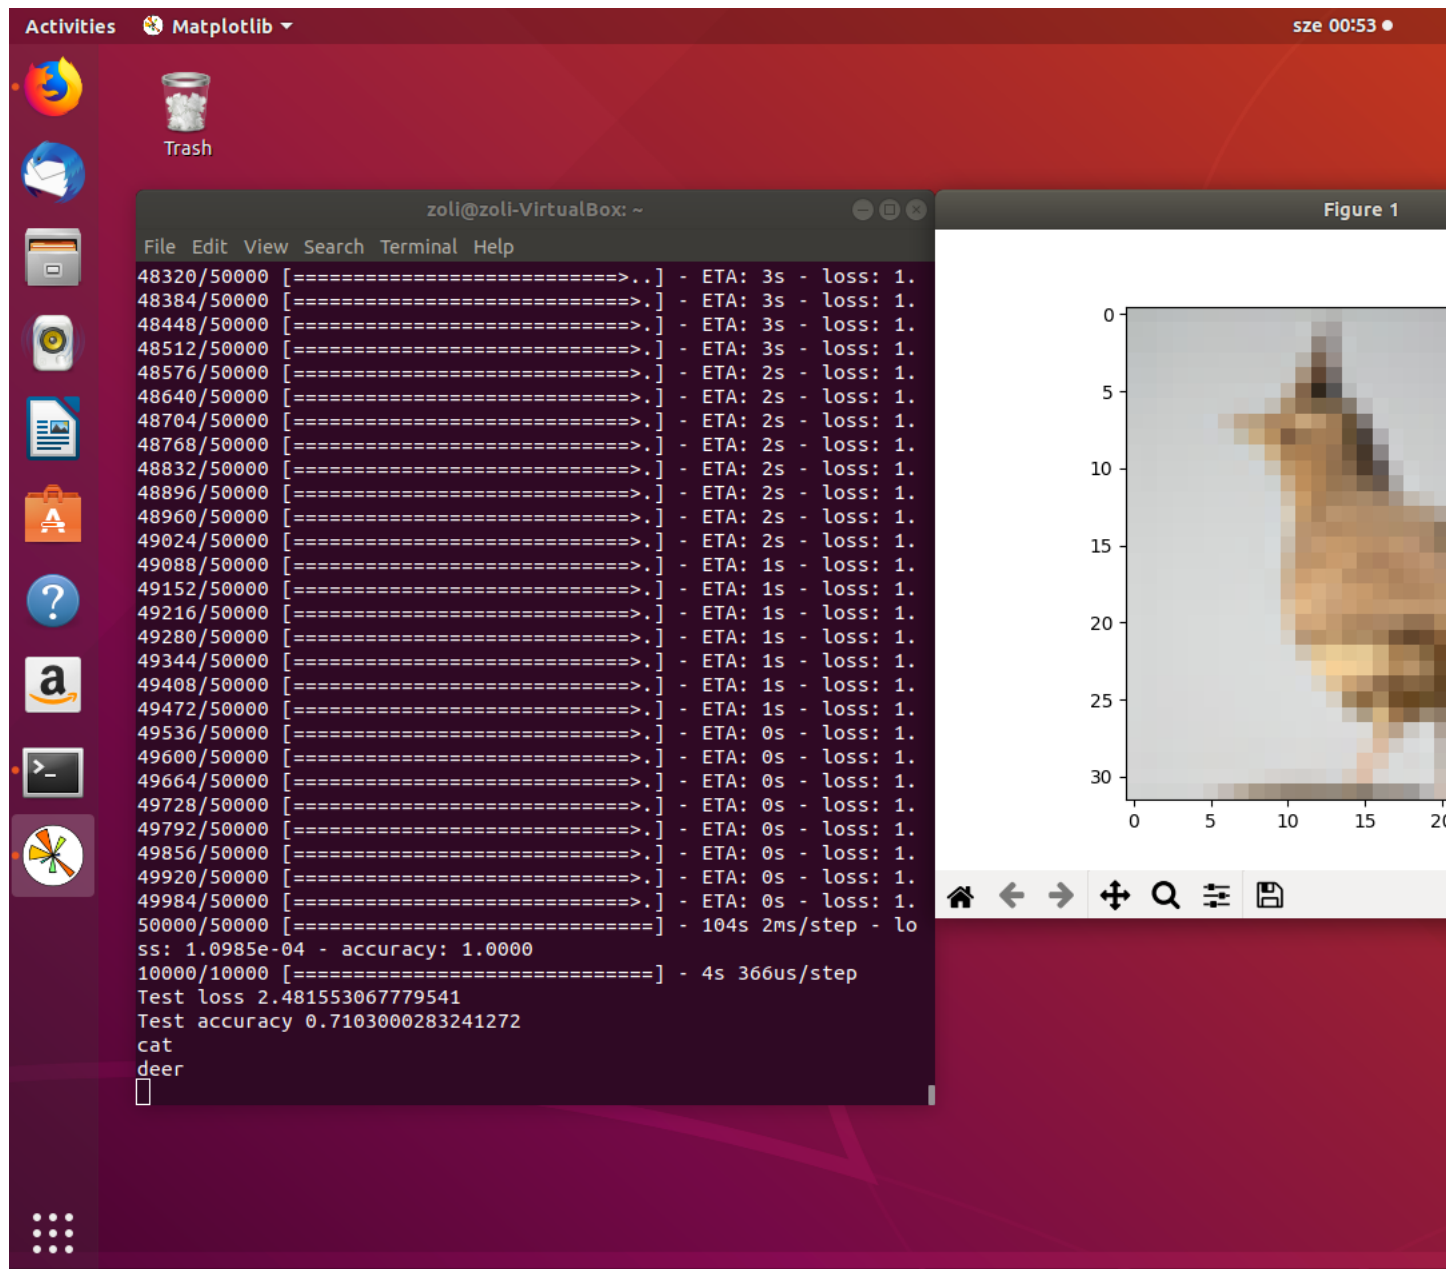 Activities Matplotlib sze 00:53
Trash
zoli@zoli-VirtualBox: ~
File Edit View Search Terminal Help
48320/50000 [===========================>..] - ETA: 3s - loss: 1.
48384/50000 [============================>.] - ETA: 3s - loss: 1.
48448/50000 [============================>.] - ETA: 3s - loss: 1.
48512/50000 [============================>.] - ETA: 3s - loss: 1.
48576/50000 [============================>.] - ETA: 2s - loss: 1.
48640/50000 [============================>.] - ETA: 2s - loss: 1.
48704/50000 [============================>.] - ETA: 2s - loss: 1.
48768/50000 [============================>.] - ETA: 2s - loss: 1.
48832/50000 [============================>.] - ETA: 2s - loss: 1.
48896/50000 [============================>.] - ETA: 2s - loss: 1.
48960/50000 [============================>.] - ETA: 2s - loss: 1.
49024/50000 [============================>.] - ETA: 2s - loss: 1.
49088/50000 [============================>.] - ETA: 1s - loss: 1.
49152/50000 [============================>.] - ETA: 1s - loss: 1.
49216/50000 [============================>.] - ETA: 1s - loss: 1.
49280/50000 [============================>.] - ETA: 1s - loss: 1.
49344/50000 [============================>.] - ETA: 1s - loss: 1.
49408/50000 [============================>.] - ETA: 1s - loss: 1.
49472/50000 [============================>.] - ETA: 1s - loss: 1.
49536/50000 [============================>.] - ETA: 0s - loss: 1.
49600/50000 [============================>.] - ETA: 0s - loss: 1.
49664/50000 [============================>.] - ETA: 0s - loss: 1.
49728/50000 [============================>.] - ETA: 0s - loss: 1.
49792/50000 [============================>.] - ETA: 0s - loss: 1.
49856/50000 [============================>.] - ETA: 0s - loss: 1.
49920/50000 [============================>.] - ETA: 0s - loss: 1.
49984/50000 [============================>.] - ETA: 0s - loss: 1.
50000/50000 [==============================] - 104s 2ms/step - lo
ss: 1.0985e-04 - accuracy: 1.0000
10000/10000 [==============================] - 4s 366us/step
Test loss 2.481553067779541
Test accuracy 0.7103000283241272
cat
deer
Figure 1
0
5
10
15
20
25
30
0 5 10 15 20